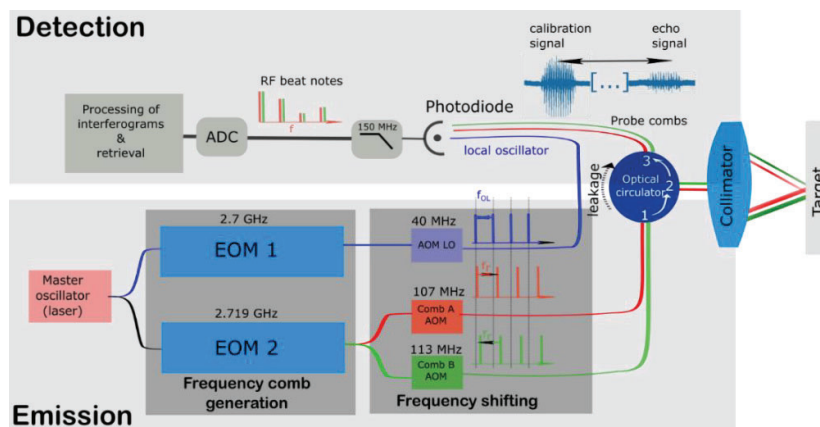 Detection
calibration
signal
echo
signal
[...]
RF beat notes
f
Processing of
interferograms
&
retrieval
ADC
150 MHz
Photodiode
local oscillator
Probe combs
3
Optical
circulator
2
1
leakage
Collimator
Target
2.7 GHz
EOM 1
40 MHz
AOM LO
fOL
Master
oscillator
(laser)
107 MHz
Comb A
AOM
fr
2.719 GHz
EOM 2
113 MHz
Comb B
AOM
fr
Frequency comb
generation
Frequency shifting
Emission